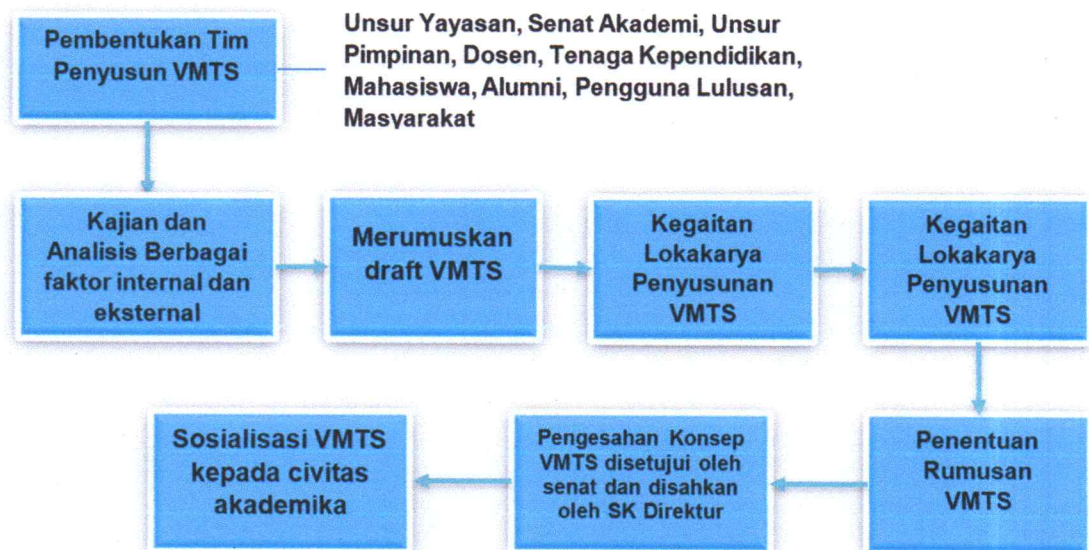 Pembentukan Tim
Penyusun VMTS
Unsur Yayasan, Senat Akademi, Unsur
Pimpinan, Dosen, Tenaga Kependidikan,
Mahasiswa, Alumni, Pengguna Lulusan,
Masyarakat
Kajian dan
Analisis Berbagai
faktor internal dan
eksternal
Merumuskan
draft VMTS
Kegaitan
Lokakarya
Penyusunan
VMTS
Kegaitan
Lokakarya
Penyusunan
VMTS
Penentuan
Rumusan
VMTS
Pengesahan Konsep
VMTS disetujui oleh
senat dan disahkan
oleh SK Direktur
Sosialisasi VMTS
kepada civitas
akademika